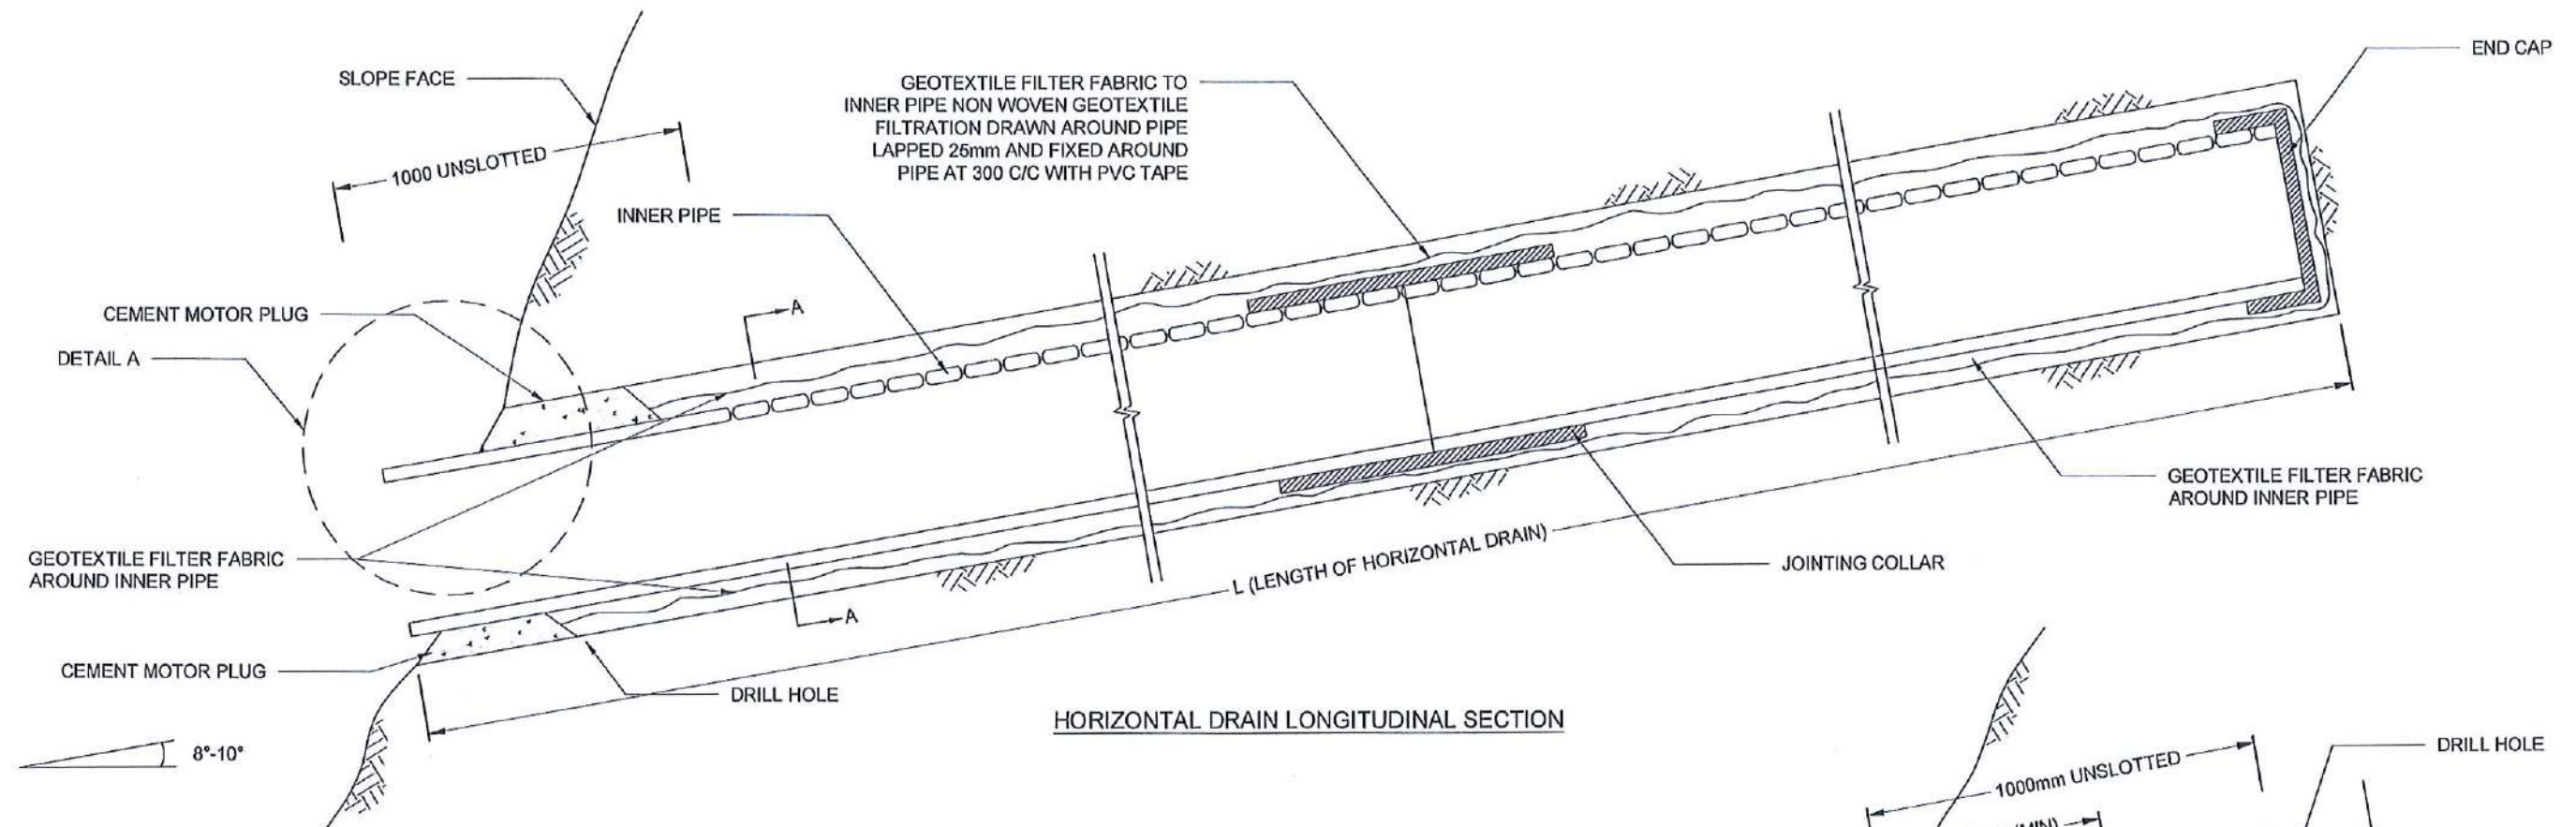 SLOPE FACE
1000 UNSLOTTED
GEOTEXTILE FILTER FABRIC TO
INNER PIPE NON WOVEN GEOTEXTILE
FILTRATION DRAWN AROUND PIPE
LAPPED 25mm AND FIXED AROUND
PIPE AT 300 C/C WITH PVC TAPE
END CAP
INNER PIPE
CEMENT MOTOR PLUG
A
DETAIL A
GEOTEXTILE FILTER FABRIC
AROUND INNER PIPE
GEOTEXTILE FILTER FABRIC
AROUND INNER PIPE
JOINTING COLLAR
L (LENGTH OF HORIZONTAL DRAIN)
A
CEMENT MOTOR PLUG
DRILL HOLE
HORIZONTAL DRAIN LONGITUDINAL SECTION
8°-10°
1000mm UNSLOTTED
DRILL HOLE
(MIN)